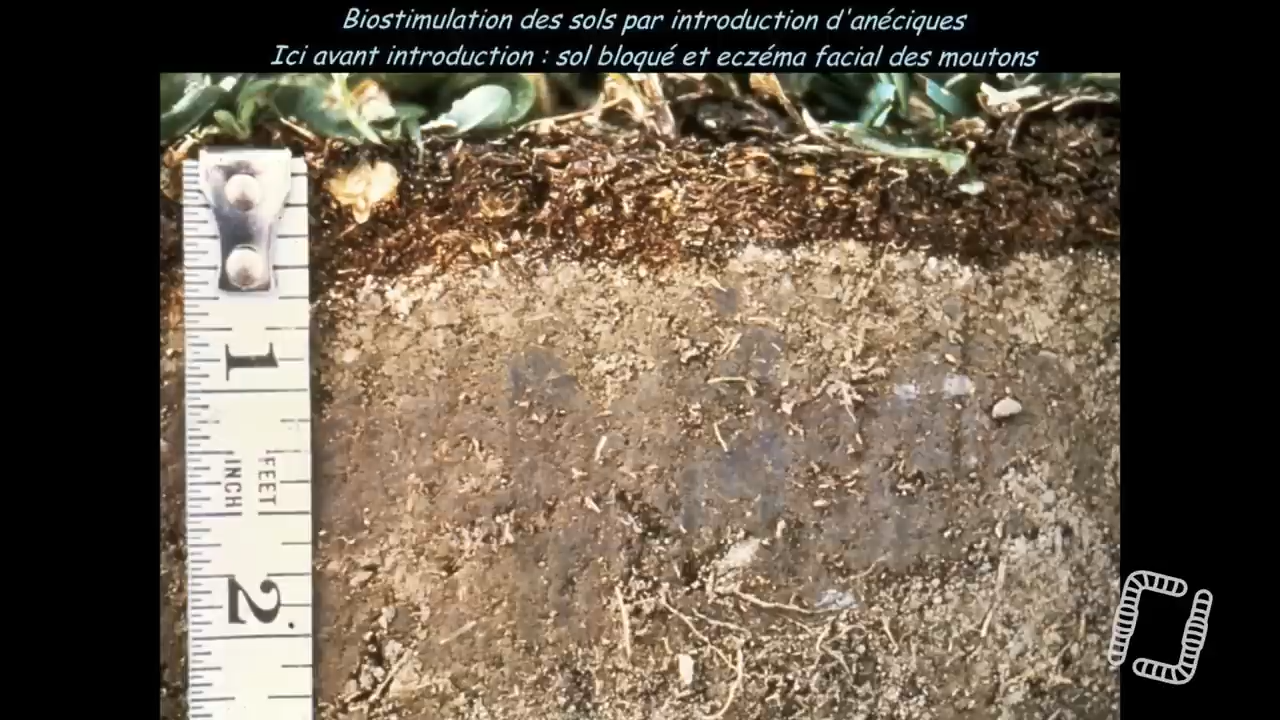 Biostimulation des sols par introduction d'anéciques
Ici avant introduction : sol bloqué et eczéma facial des moutons
1
FEET
INCH
2